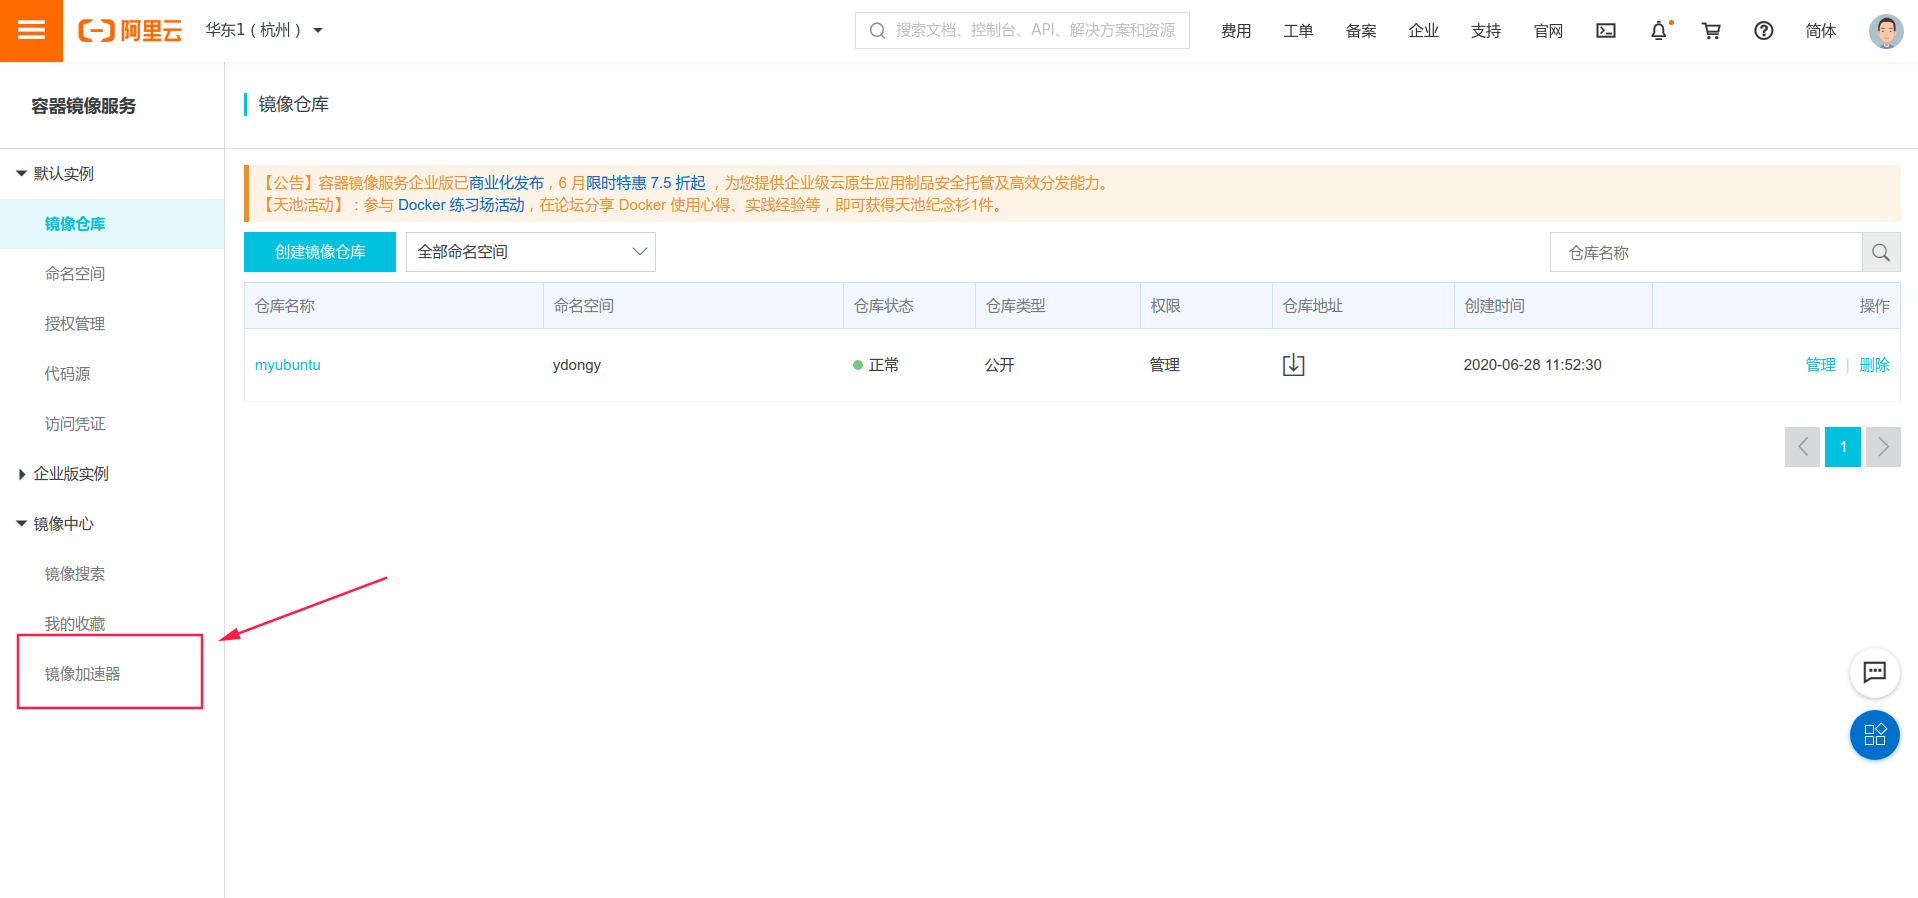 阿里云
华东1（杭州）
搜索文档、控制台、API、解决方案和资源
费用
工单
备案
企业
支持
官网
简体
容器镜像服务
默认实例
镜像仓库
命名空间
授权管理
代码源
访问凭证
企业版实例
镜像中心
镜像搜索
我的收藏
镜像加速器
镜像仓库
【公告】容器镜像服务企业版已商业化发布，6 月限时特惠 7.5 折起 ，为您提供企业级云原生应用制品安全托管及高效分发能力。
【天池活动】：参与 Docker 练习场活动，在论坛分享 Docker 使用心得、实践经验等，即可获得天池纪念衫1件。
创建镜像仓库
全部命名空间
仓库名称
仓库名称 命名空间 仓库状态 仓库类型 权限 仓库地址 创建时间 操作
myubuntu ydongy 正常 公开 管理 2020-06-28 11:52:30 管理 | 删除
1